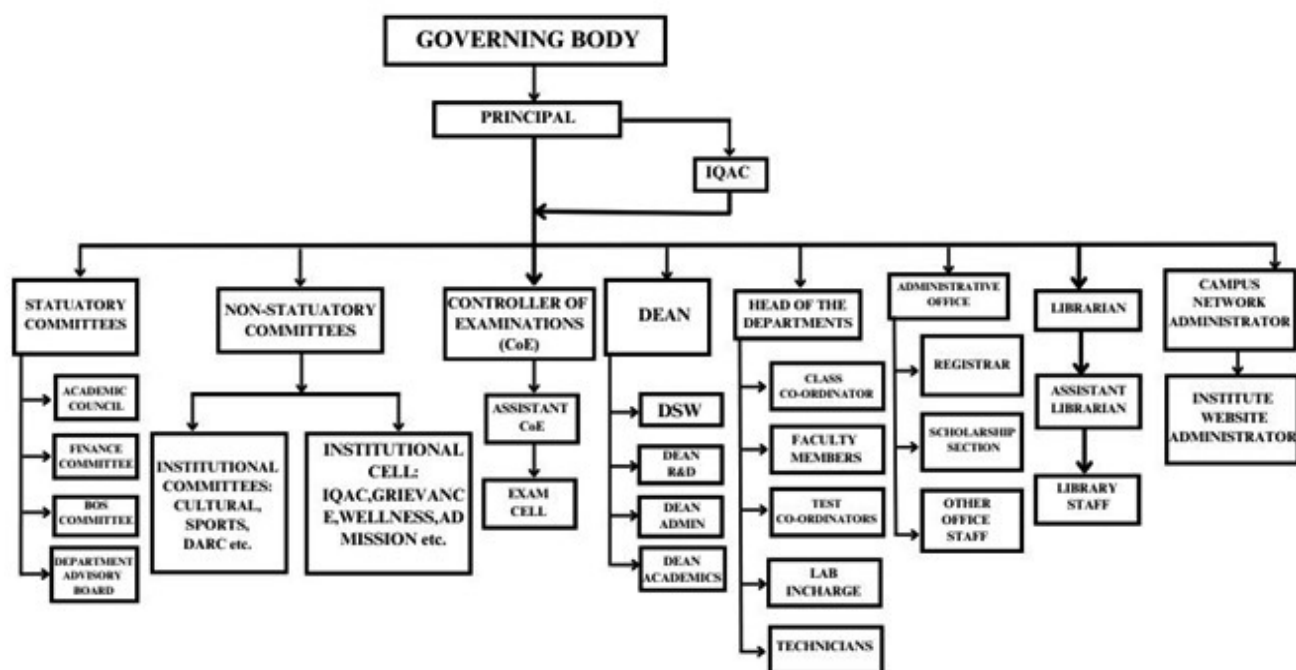 GOVERNING BODY
PRINCIPAL
IQAC
STATUATORY
COMMITTEES
ACADEMIC
COUNCIL
FINANCE
COMMITTEE
BOS
COMMITTEE
DEPARTMENT
ADVISORY
BOARD
NON-STATUATORY
COMMITTEES
INSTITUTIONAL
COMMITTEES:
CULTURAL,
SPORTS,
DARC etc.
INSTITUTIONAL
CELL:
IQAC,GRIEVANC
E,WELLNESS,AD
MISSION etc.
CONTROLLER OF
EXAMINATIONS
(CoE)
ASSISTANT
CoE
EXAM
CELL
DEAN
DSW
DEAN
R&D
DEAN
ADMIN
DEAN
ACADEMICS
HEAD OF THE
DEPARTMENTS
CLASS
CO-ORDINATOR
FACULTY
MEMBERS
TEST
CO-ORDINATORS
LAB
INCHARGE
TECHNICIANS
ADMINISTRATIVE
OFFICE
REGISTRAR
SCHOLARSHIP
SECTION
OTHER
OFFICE
STAFF
LIBRARIAN
ASSISTANT
LIBRARIAN
LIBRARY
STAFF
CAMPUS
NETWORK
ADMINISTRATOR
INSTITUTE
WEBSITE
ADMINISTRATOR